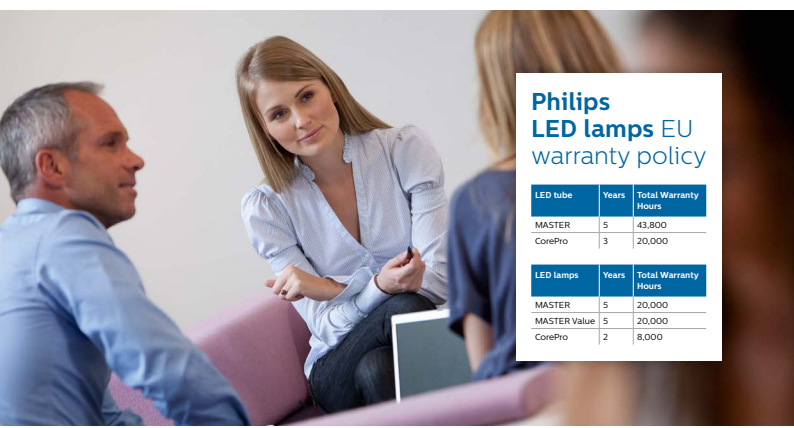 Philips
LED lamps EU
warranty policy
LED tube Years Total Warranty
Hours
MASTER 5 43,800
CorePro 3 20,000
LED lamps Years Total Warranty
Hours
MASTER 5 20,000
MASTER Value 5 20,000
CorePro 2 8,000